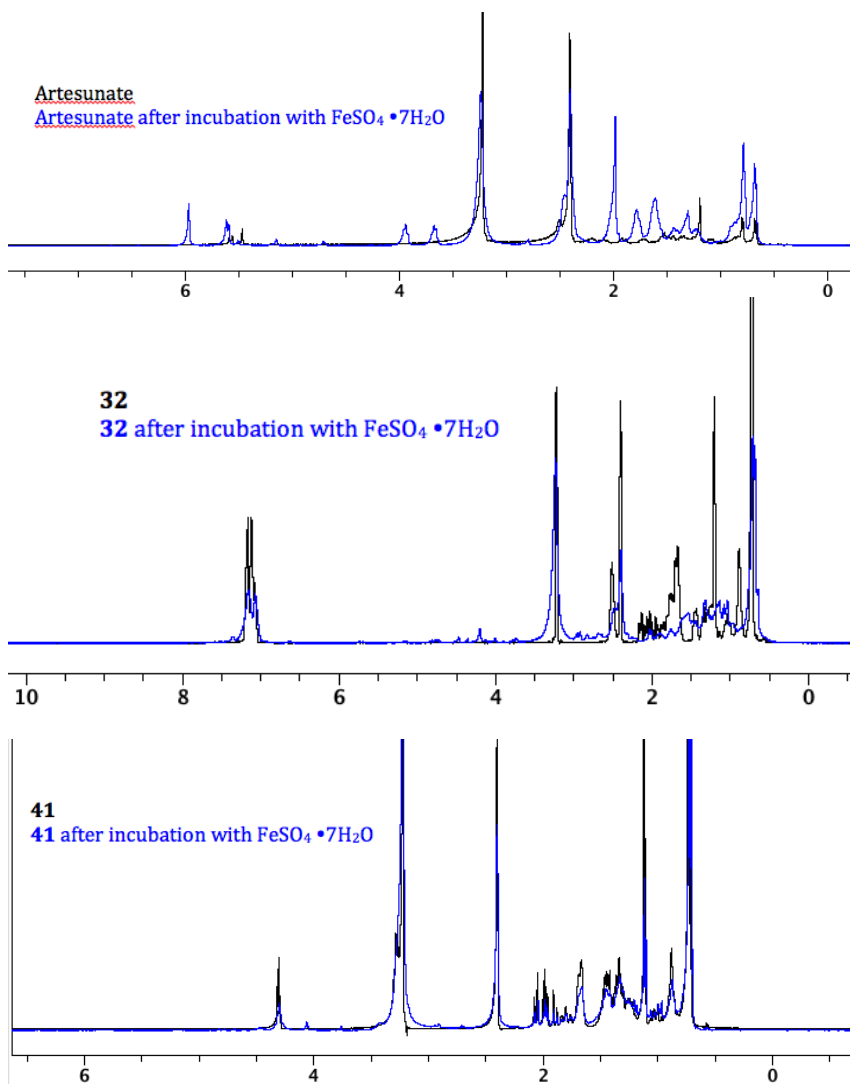 Artesunate
Artesunate after incubation with FeSO₄ •7H₂O
6 4 2 0
32
32 after incubation with FeSO₄ •7H₂O
10 8 6 4 2 0
41
41 after incubation with FeSO₄ •7H₂O
6 4 2 0